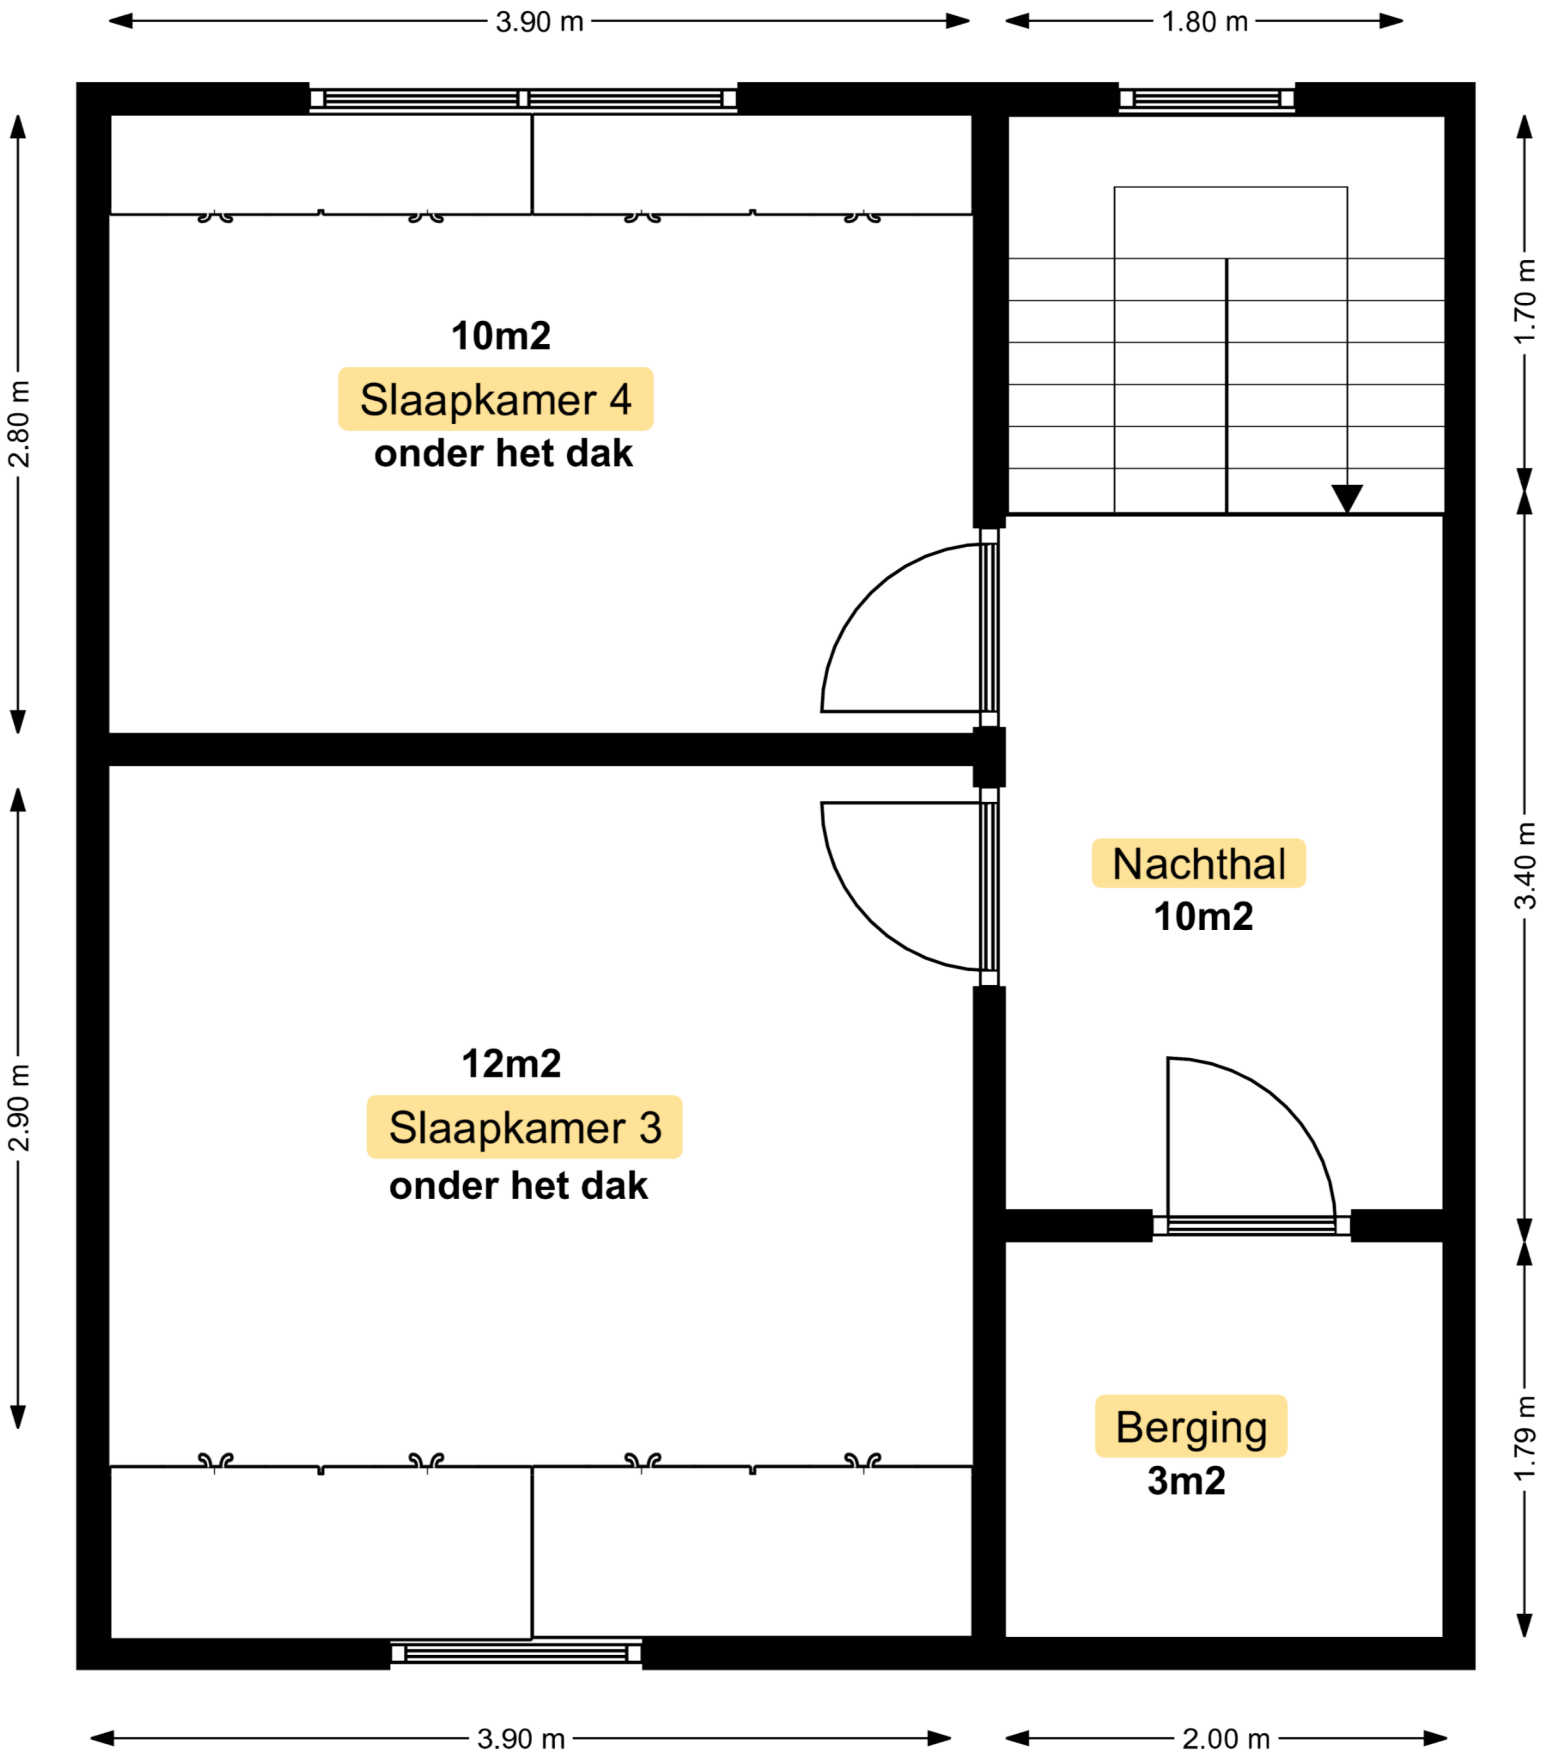 3.90 m
1.80 m
2.80 m
1.70 m
10m2
Slaapkamer 4
onder het dak
3.40 m
Nachthal
10m2
2.90 m
12m2
Slaapkamer 3
onder het dak
1.79 m
Berging
3m2
3.90 m
2.00 m